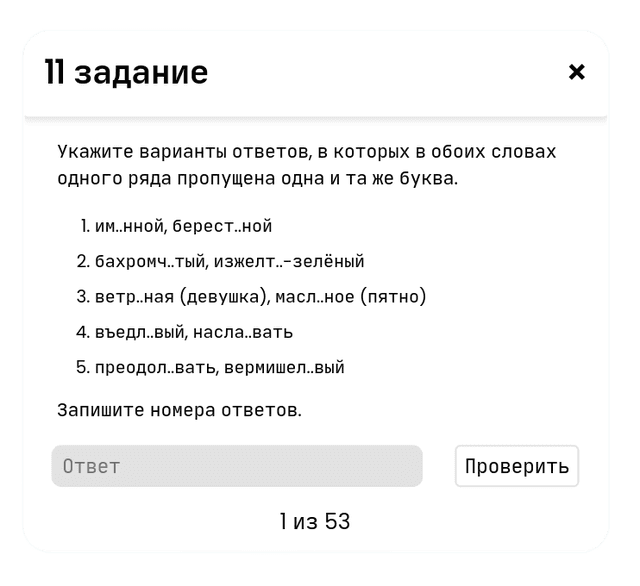 11 задание
×
Укажите варианты ответов, в которых в обоих словах
одного ряда пропущена одна и та же буква.
1. им..нной, берест..ной
2. бахромч..тый, изжелт..-зелёный
3. ветр..ная (девушка), масл..ное (пятно)
4. въедл..вый, насла..вать
5. преодол..вать, вермишел..вый
Запишите номера ответов.
Ответ
Проверить
1 из 53